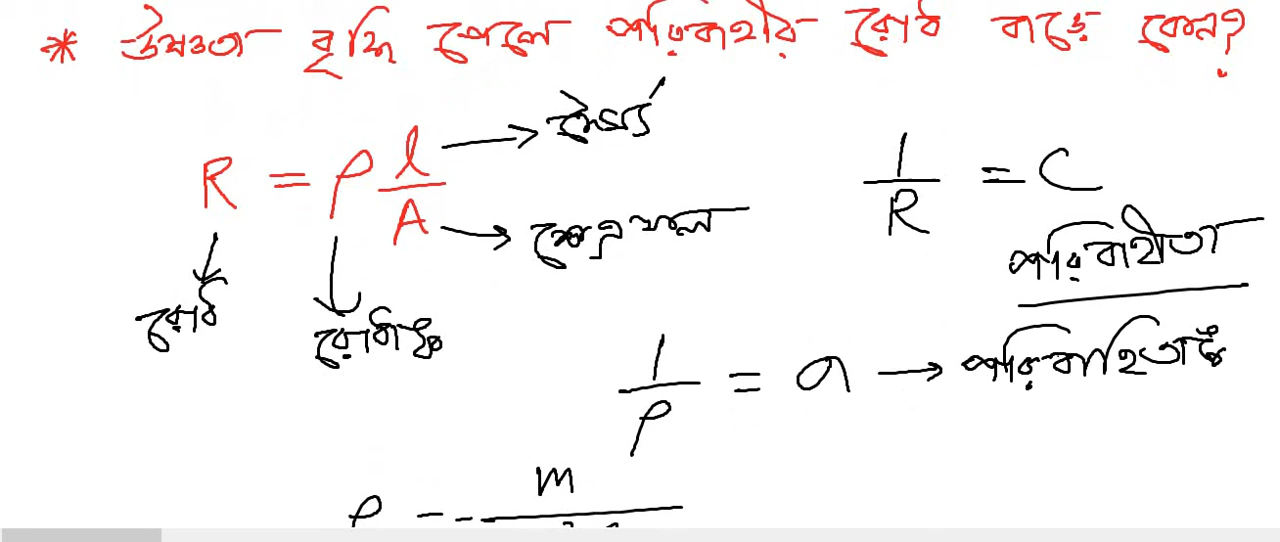 * উষ্ণতা বৃদ্ধি পেলে পরিবাহীর রোধ বাড়ে কেন?
R = ρ l/A
→ দৈর্ঘ্য
→ ক্ষেত্রফল
1/R = C
পরিবাহীতা
রোধ
রোধাঙ্ক
1/ρ = σ → পরিবাহিতাঙ্ক
ρ = m